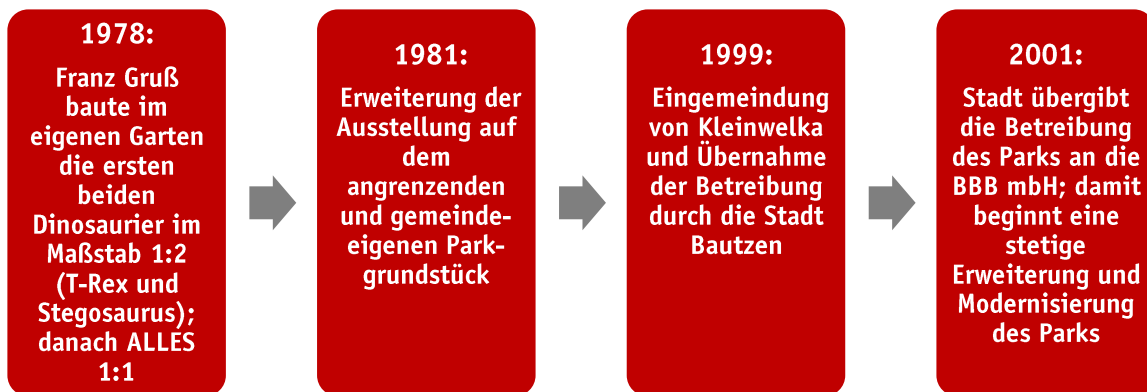 1978:
Franz Gruß
baute im
eigenen Garten
die ersten
beiden
Dinosaurier im
Maßstab 1:2
(T-Rex und
Stegosaurus);
danach ALLES
1:1
1981:
Erweiterung der
Ausstellung auf
dem
angrenzenden
und gemeinde-
eigenen Park-
grundstück
1999:
Eingemeindung
von Kleinwelka
und Übernahme
der Betreibung
durch die Stadt
Bautzen
2001:
Stadt übergibt
die Betreibung
des Parks an die
BBB mbH; damit
beginnt eine
stetige
Erweiterung und
Modernisierung
des Parks